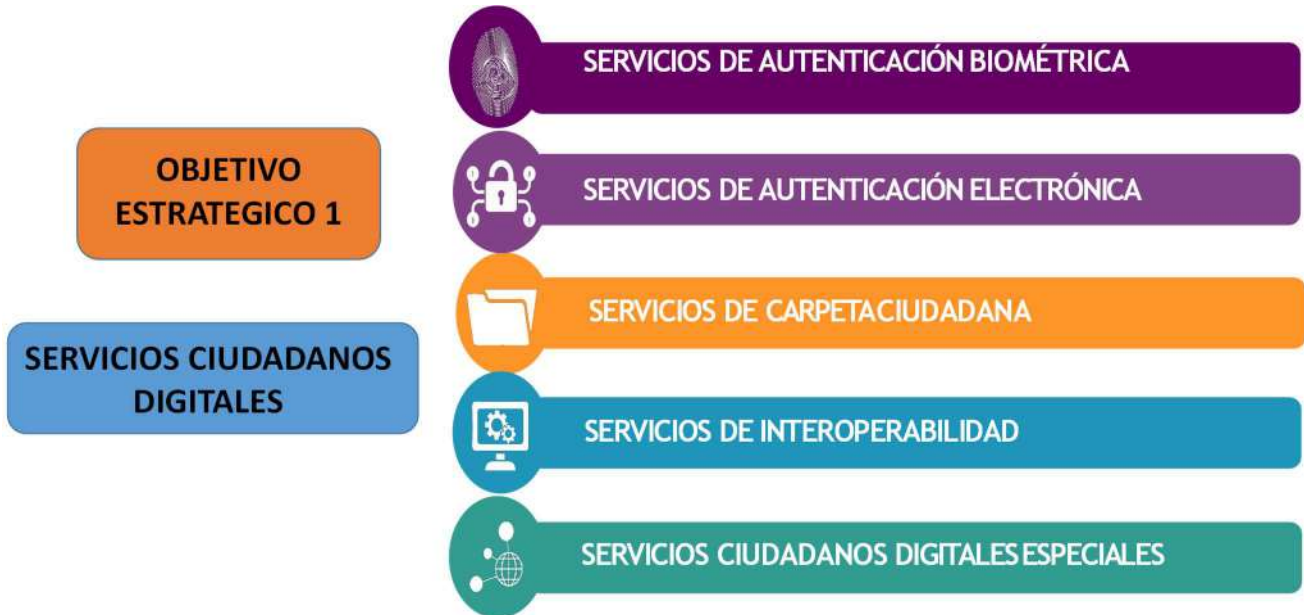 OBJETIVO
ESTRATEGICO 1
SERVICIOS CIUDADANOS
DIGITALES
SERVICIOS DE AUTENTICACIÓN BIOMÉTRICA
SERVICIOS DE AUTENTICACIÓN ELECTRÓNICA
SERVICIOS DE CARPETACIUDADANA
SERVICIOS DE INTEROPERABILIDAD
SERVICIOS CIUDADANOS DIGITALESESPECIALES